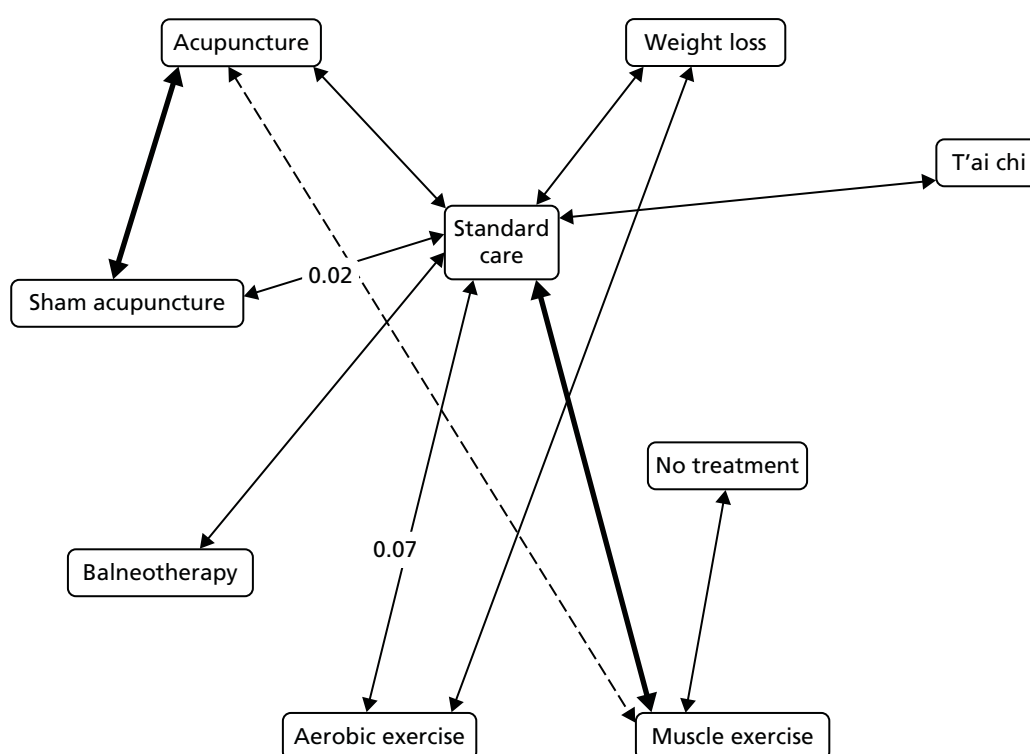 Acupuncture
Weight loss
T’ai chi
Standard
care
0.02
Sham acupuncture
No treatment
0.07
Balneotherapy
Aerobic exercise
Muscle exercise